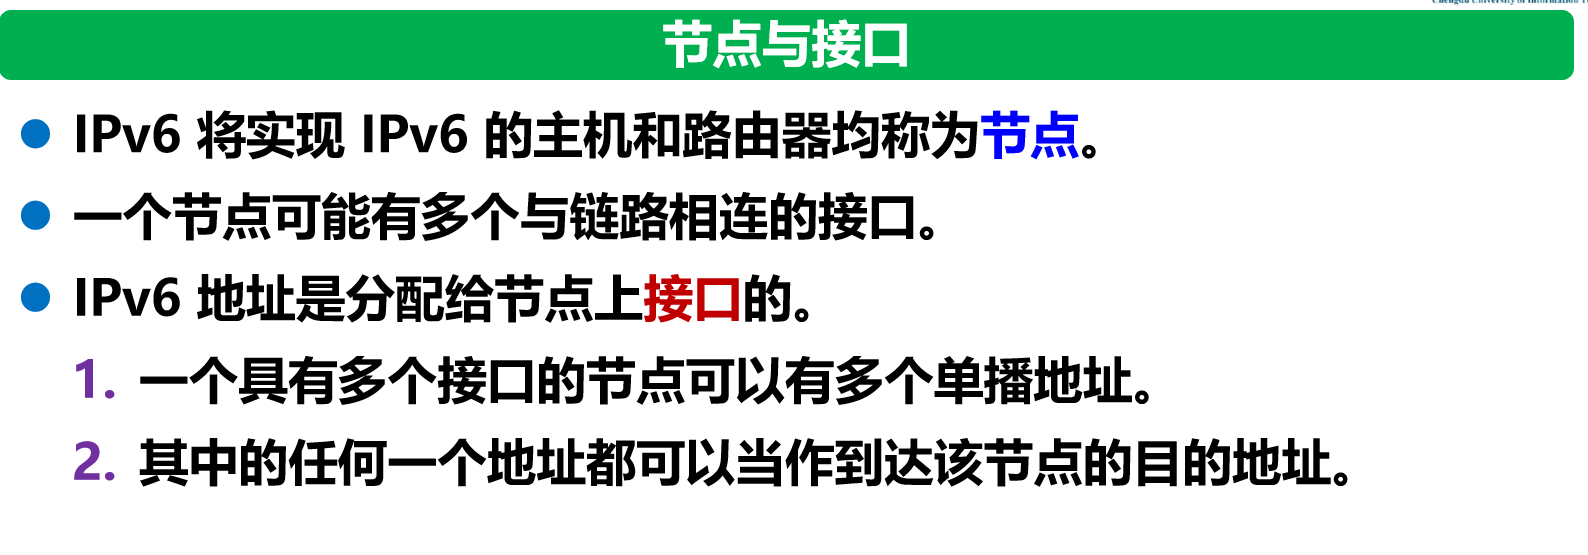 节点与接口
IPv6 将实现 IPv6 的主机和路由器均称为节点。
一个节点可能有多个与链路相连的接口。
IPv6 地址是分配给节点上接口的。
1. 一个具有多个接口的节点可以有多个单播地址。
2. 其中的任何一个地址都可以当作到达该节点的目的地址。